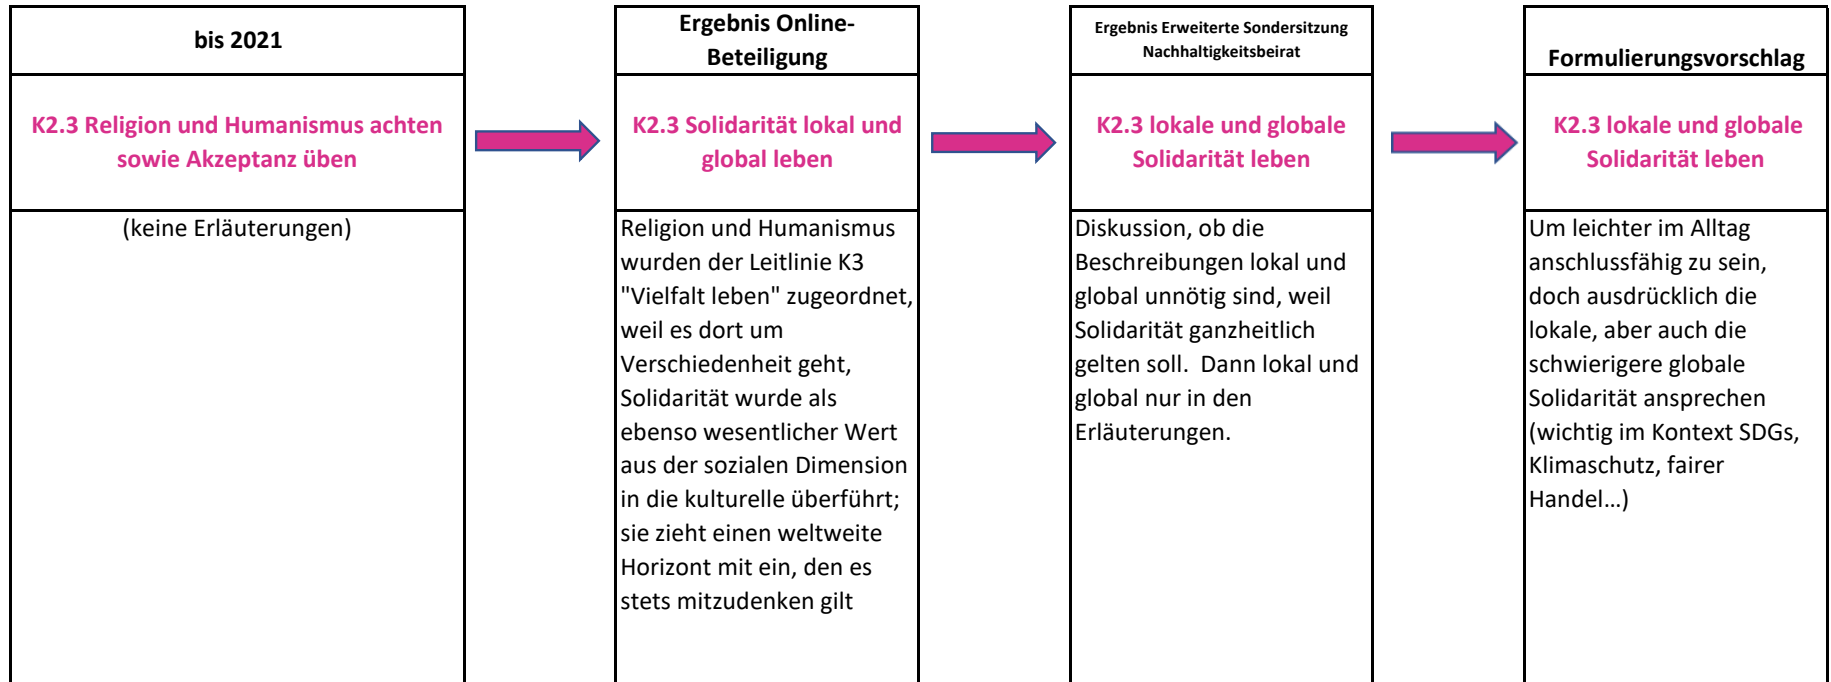 bis 2021
K2.3 Religion und Humanismus achten
sowie Akzeptanz üben
(keine Erläuterungen)
Ergebnis Online-
Beteiligung
K2.3 Solidarität lokal und
global leben
Religion und Humanismus
wurden der Leitlinie K3
"Vielfalt leben" zugeordnet,
weil es dort um
Verschiedenheit geht,
Solidarität wurde als
ebenso wesentlicher Wert
aus der sozialen Dimension
in die kulturelle überführt;
sie zieht einen weltweite
Horizont mit ein, den es
stets mitzudenken gilt
Ergebnis Erweiterte Sondersitzung
Nachhaltigkeitsbeirat
K2.3 lokale und globale
Solidarität leben
Diskussion, ob die
Beschreibungen lokal und
global unnötig sind, weil
Solidarität ganzheitlich
gelten soll.  Dann lokal und
global nur in den
Erläuterungen.
Formulierungsvorschlag
K2.3 lokale und globale
Solidarität leben
Um leichter im Alltag
anschlussfähig zu sein,
doch ausdrücklich die
lokale, aber auch die
schwierigere globale
Solidarität ansprechen
(wichtig im Kontext SDGs,
Klimaschutz, fairer
Handel…)